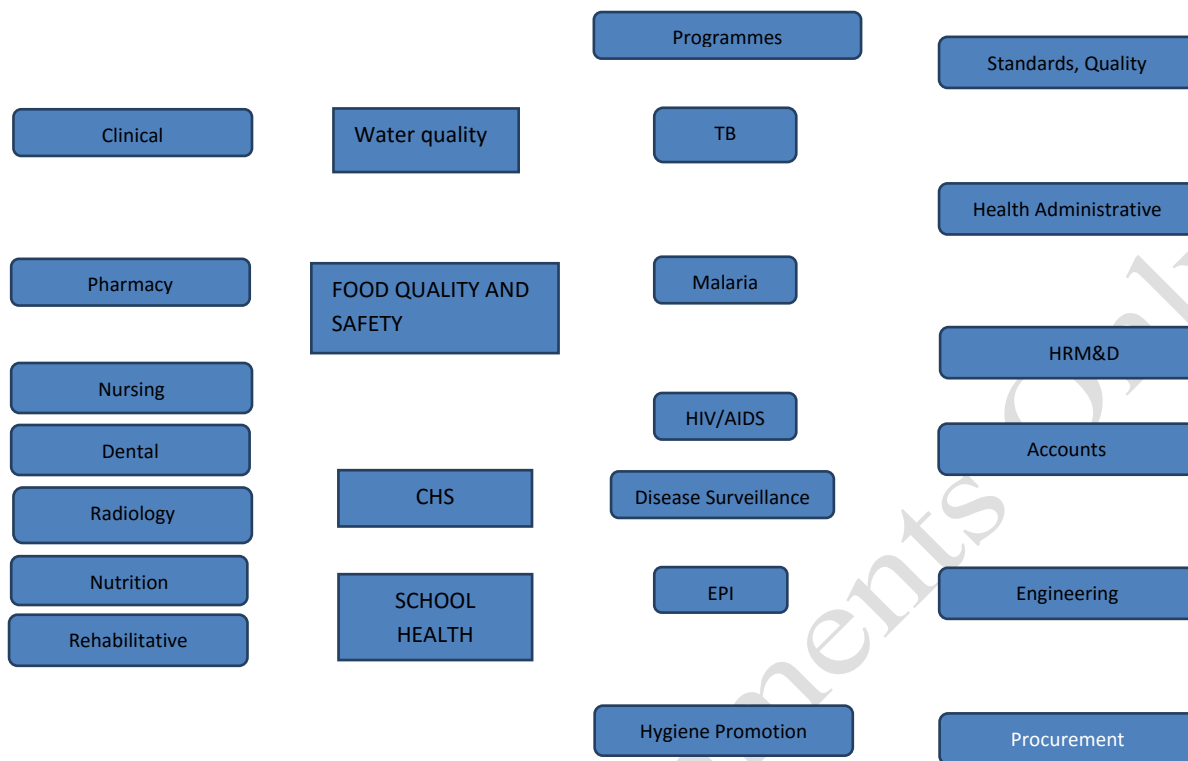 Programmes
Standards, Quality
Clinical
Water quality
TB
Health Administrative
Pharmacy
FOOD QUALITY AND
SAFETY
Malaria
HRM&D
Nursing
HIV/AIDS
Dental
Accounts
Radiology
CHS
Disease Surveillance
Nutrition
SCHOOL
HEALTH
EPI
Engineering
Rehabilitative
Hygiene Promotion
Procurement